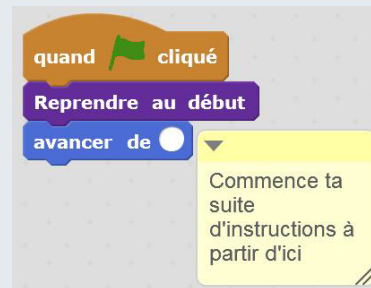 quand cliqué
Reprendre au début
avancer de
Commence ta
suite
d'instructions à
partir d'ici